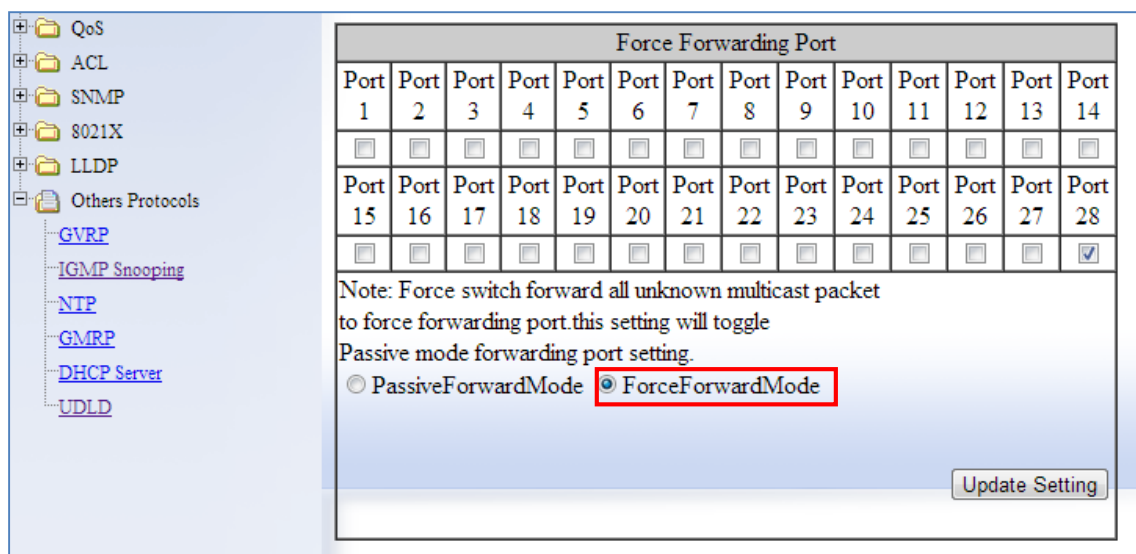 QoS
ACL
SNMP
8021X
LLDP
Others Protocols
GVRP
IGMP Snooping
NTP
GMRP
DHCP Server
UDLD
Force Forwarding Port
Port 1 Port 2 Port 3 Port 4 Port 5 Port 6 Port 7 Port 8 Port 9 Port 10 Port 11 Port 12 Port 13 Port 14
Port 15 Port 16 Port 17 Port 18 Port 19 Port 20 Port 21 Port 22 Port 23 Port 24 Port 25 Port 26 Port 27 Port 28
Note: Force switch forward all unknown multicast packet
to force forwarding port.this setting will toggle
Passive mode forwarding port setting.
PassiveForwardMode ForceForwardMode
Update Setting